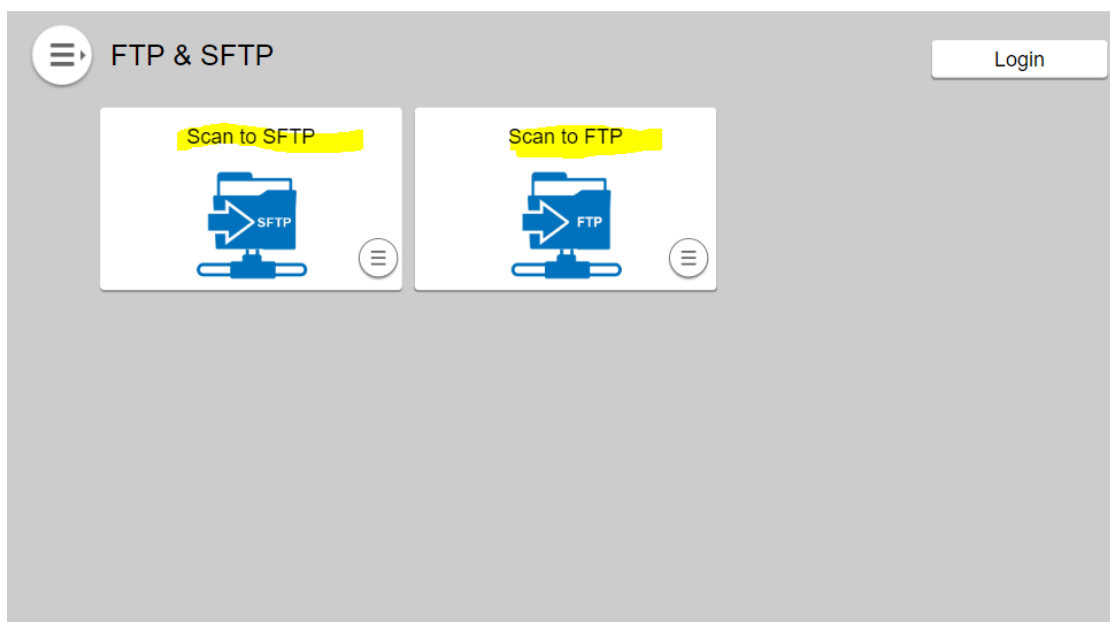 FTP & SFTP
Login
Scan to SFTP
Scan to FTP
SFTP
FTP